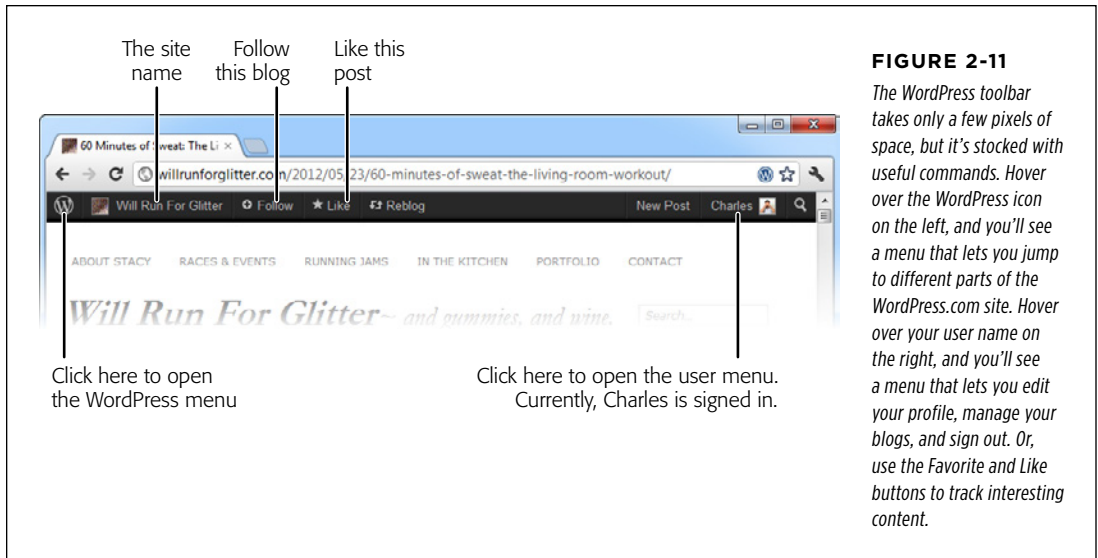 The site
name
Follow
this blog
Like this
post
60 Minutes of Sweat: The Li
willrunforglitter.com/2012/05/23/60-minutes-of-sweat-the-living-room-workout/
Will Run For Glitter Follow Like Reblog New Post Charles
ABOUT STACY RACES & EVENTS RUNNING JAMS IN THE KITCHEN PORTFOLIO CONTACT
Will Run For Glitter~ and gummies, and wine. Search...
Click here to open
the WordPress menu
Click here to open the user menu.
Currently, Charles is signed in.
FIGURE 2-11
The WordPress toolbar
takes only a few pixels of
space, but it's stocked with
useful commands. Hover
over the WordPress icon
on the left, and you'll see
a menu that lets you jump
to different parts of the
WordPress.com site. Hover
over your user name on
the right, and you'll see
a menu that lets you edit
your profile, manage your
blogs, and sign out. Or,
use the Favorite and Like
buttons to track interesting
content.